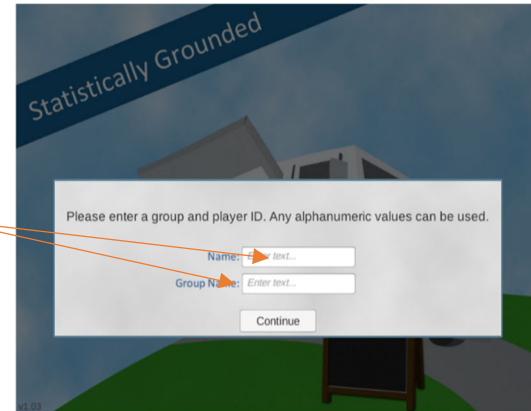 Statistically Grounded
Please enter a group and player ID. Any alphanumeric values can be used.
Name: Enter text...
Group Name: Enter text...
Continue
v1.03